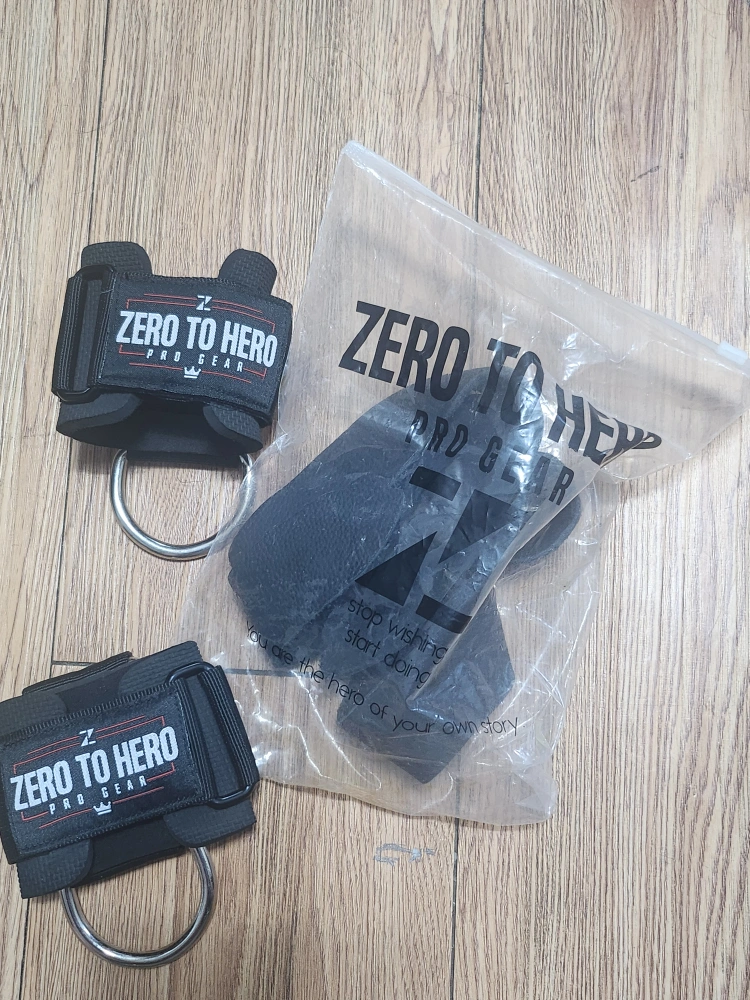 Z
ZERO TO HERO
PRO GEAR
ZERO TO HERO
PRO GEAR
Z
stop wishing
start doing
You are the hero of your own story
Z
ZERO TO HERO
PRO GEAR